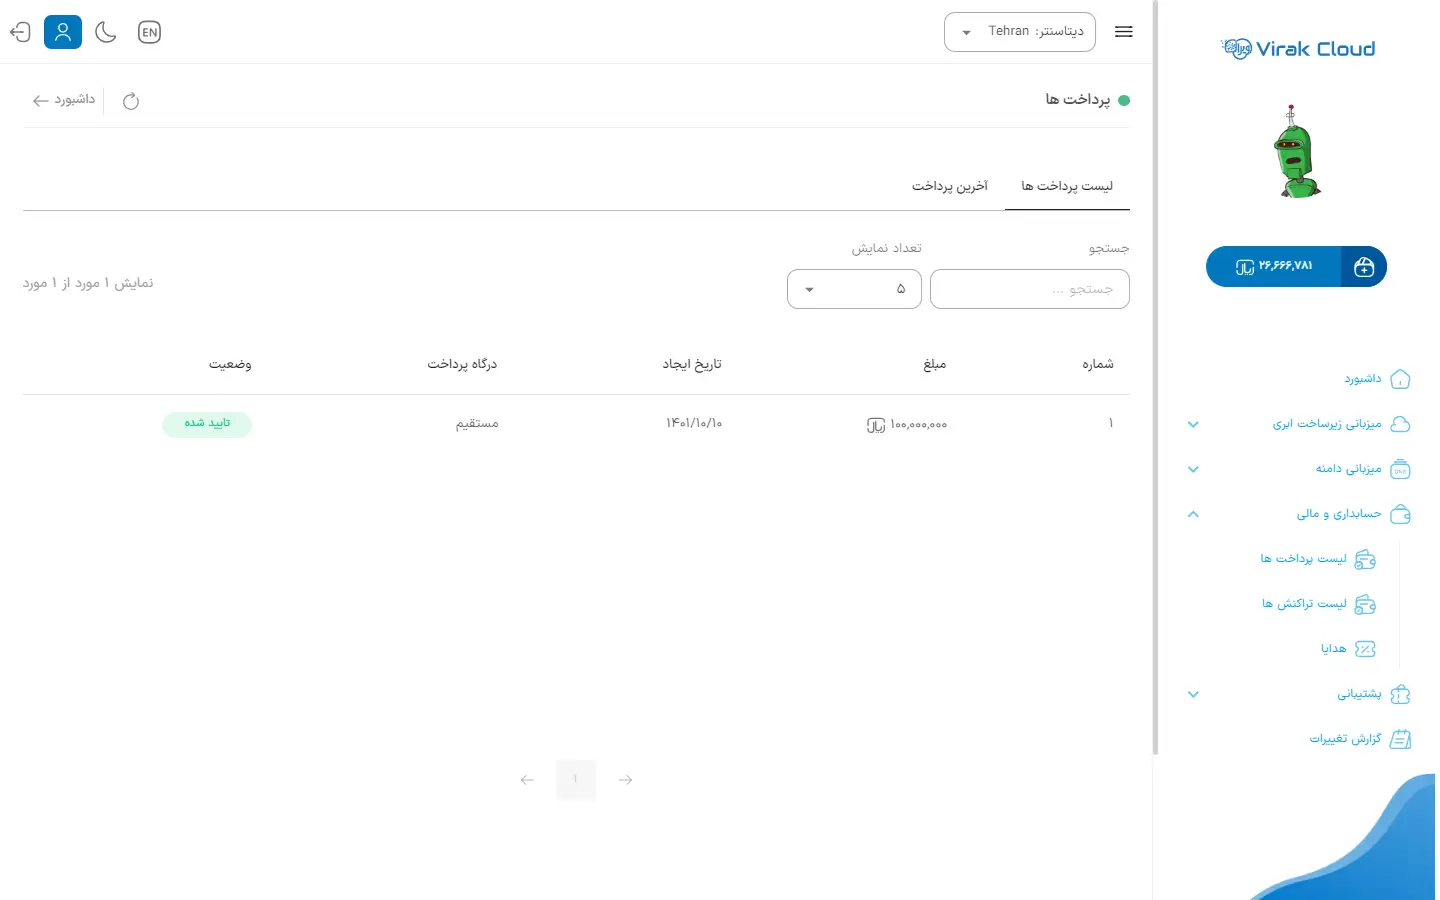 Virak Cloud
دیتاسنتر: Tehran
EN
پرداخت ها
داشبورد
لیست پرداخت ها
آخرین پرداخت
جستجو
تعداد نمایش
جستجو ...
۵
نمایش ۱ مورد از ۱ مورد
شماره
مبلغ
تاریخ ایجاد
درگاه پرداخت
وضعیت
۱
۱۰۰,۰۰۰,۰۰۰ ریال
۱۴۰۱/۱۰/۱۰
مستقیم
تایید شده
۱
۲۶,۶۶۶,۷۸۱ ریال
داشبورد
میزبانی زیرساخت ابری
میزبانی دامنه
DNS
حسابداری و مالی
لیست پرداخت ها
لیست تراکنش ها
هدایا
پشتیبانی
گزارش تغییرات